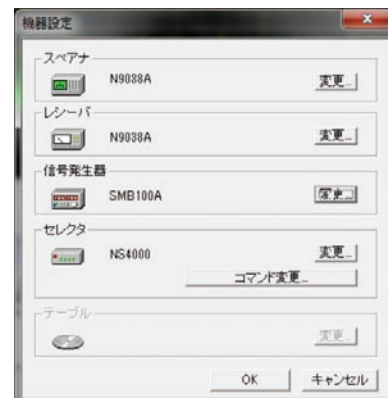 機器設定
スペアナ
N9038A 変更...
レシーバ
N9038A 変更...
信号発生器
SMB100A 変更...
セレクタ
NS4000 変更...
コマンド変更...
テーブル
変更...
OK キャンセル